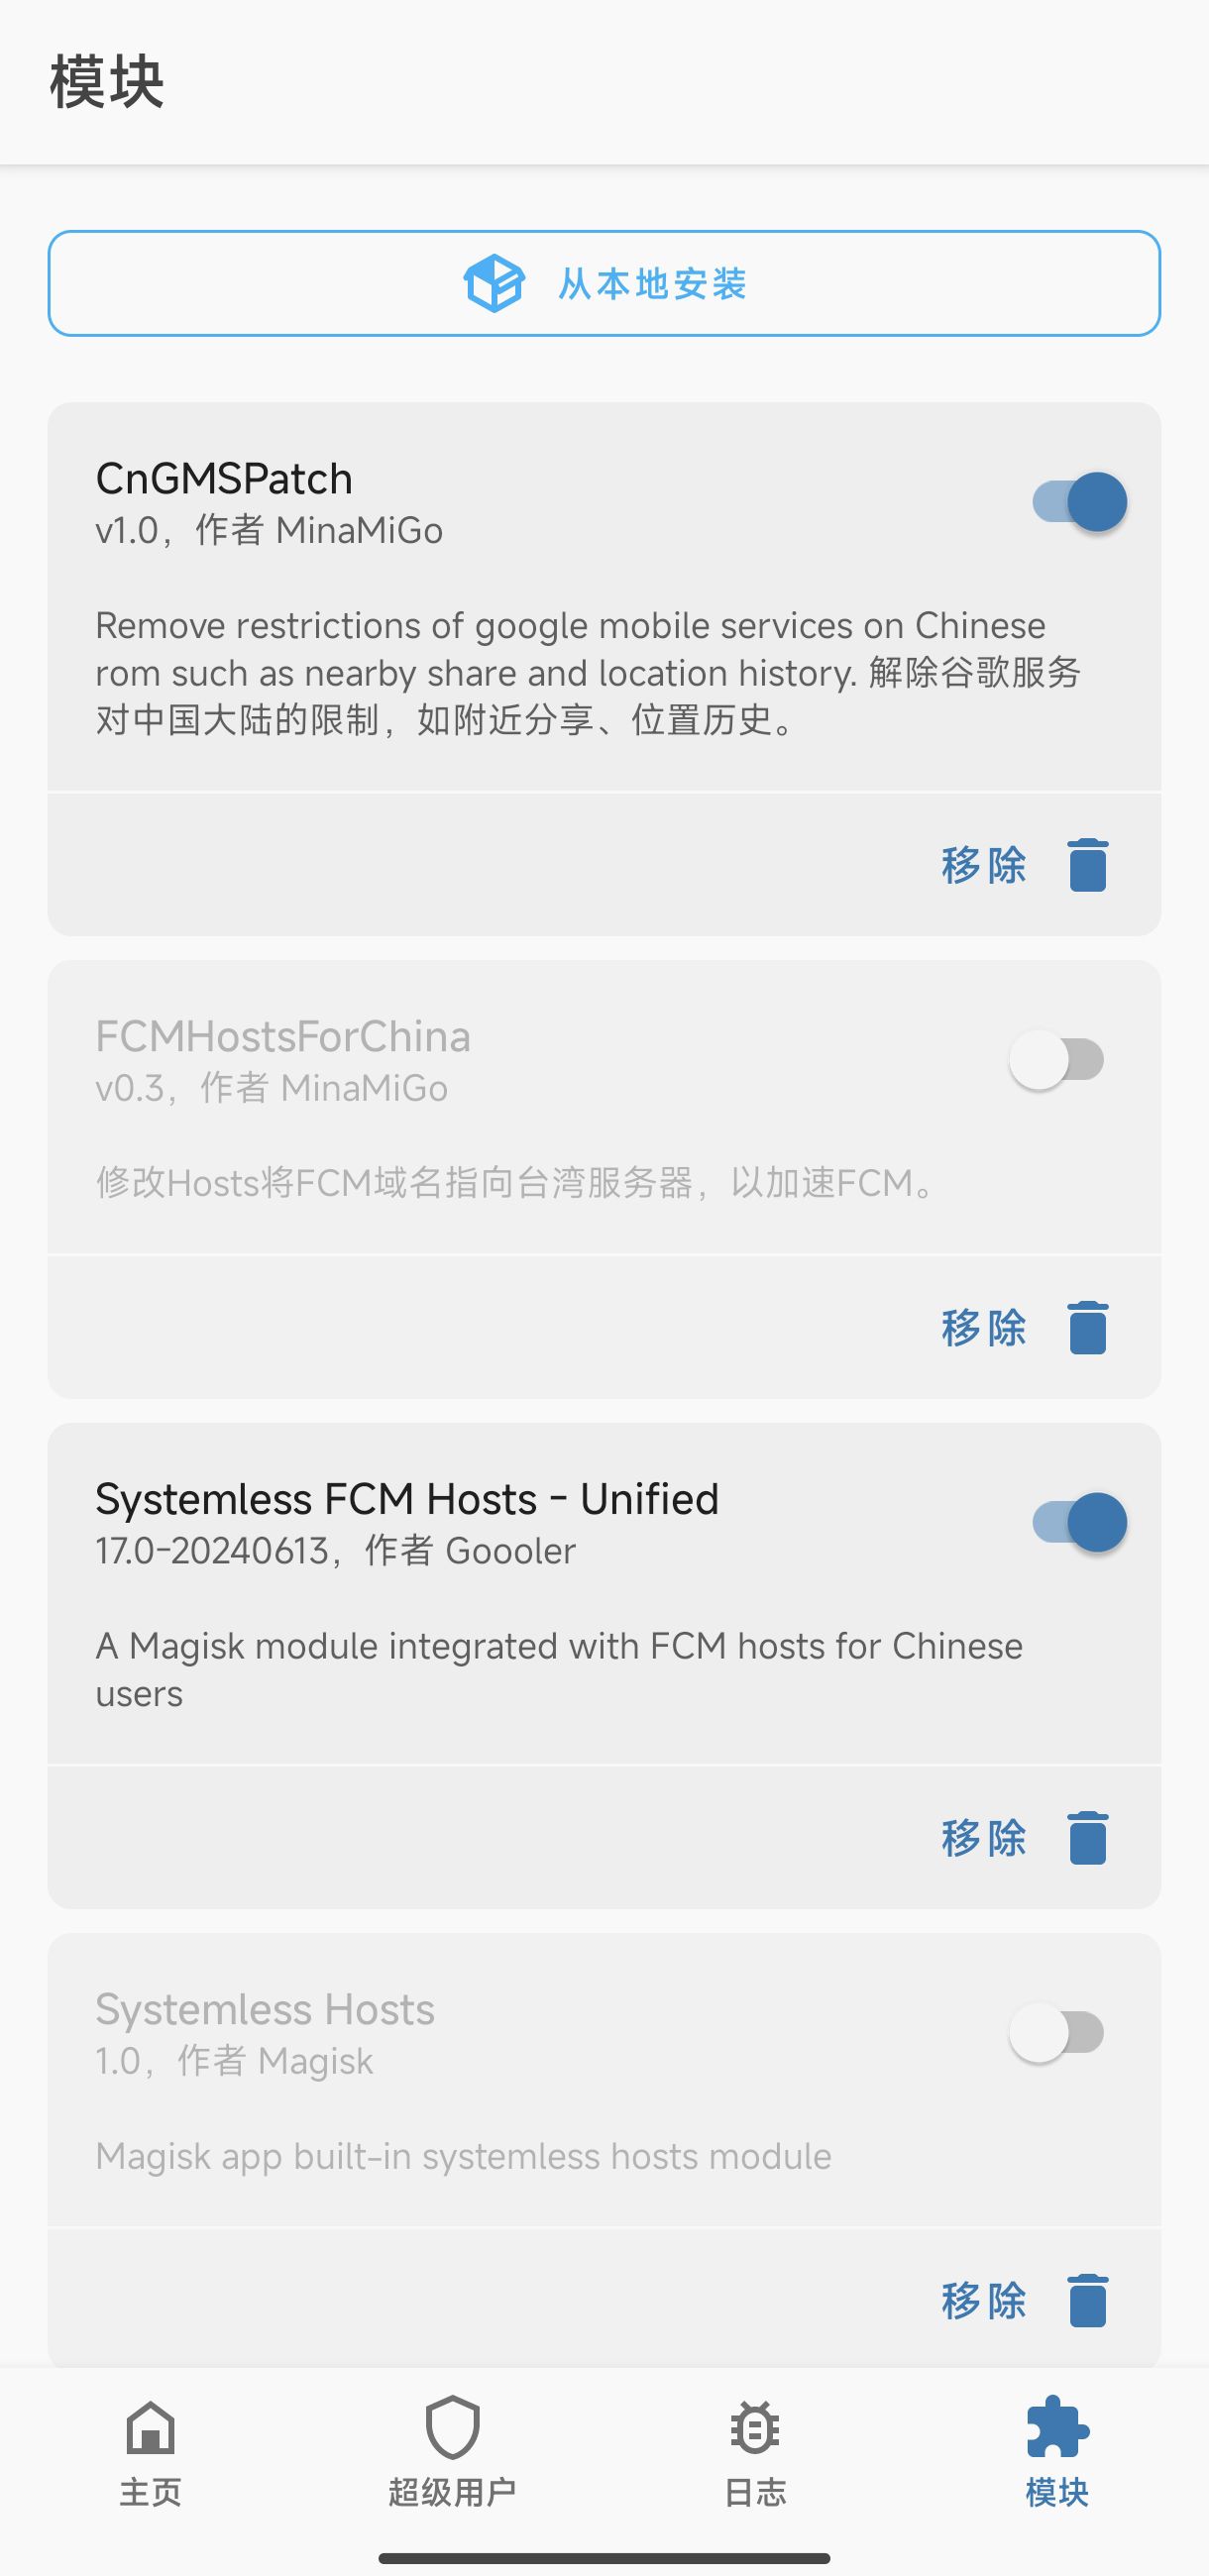 模块
从本地安装
CnGMSPatch
v1.0，作者 MinaMiGo
Remove restrictions of google mobile services on Chinese
rom such as nearby share and location history. 解除谷歌服务
对中国大陆的限制，如附近分享、位置历史。
移除
FCMHostsForChina
v0.3，作者 MinaMiGo
修改Hosts将FCM域名指向台湾服务器，以加速FCM。
移除
Systemless FCM Hosts - Unified
17.0-20240613，作者 Goooler
A Magisk module integrated with FCM hosts for Chinese
users
移除
Systemless Hosts
1.0，作者 Magisk
Magisk app built-in systemless hosts module
移除
主页
超级用户
日志
模块